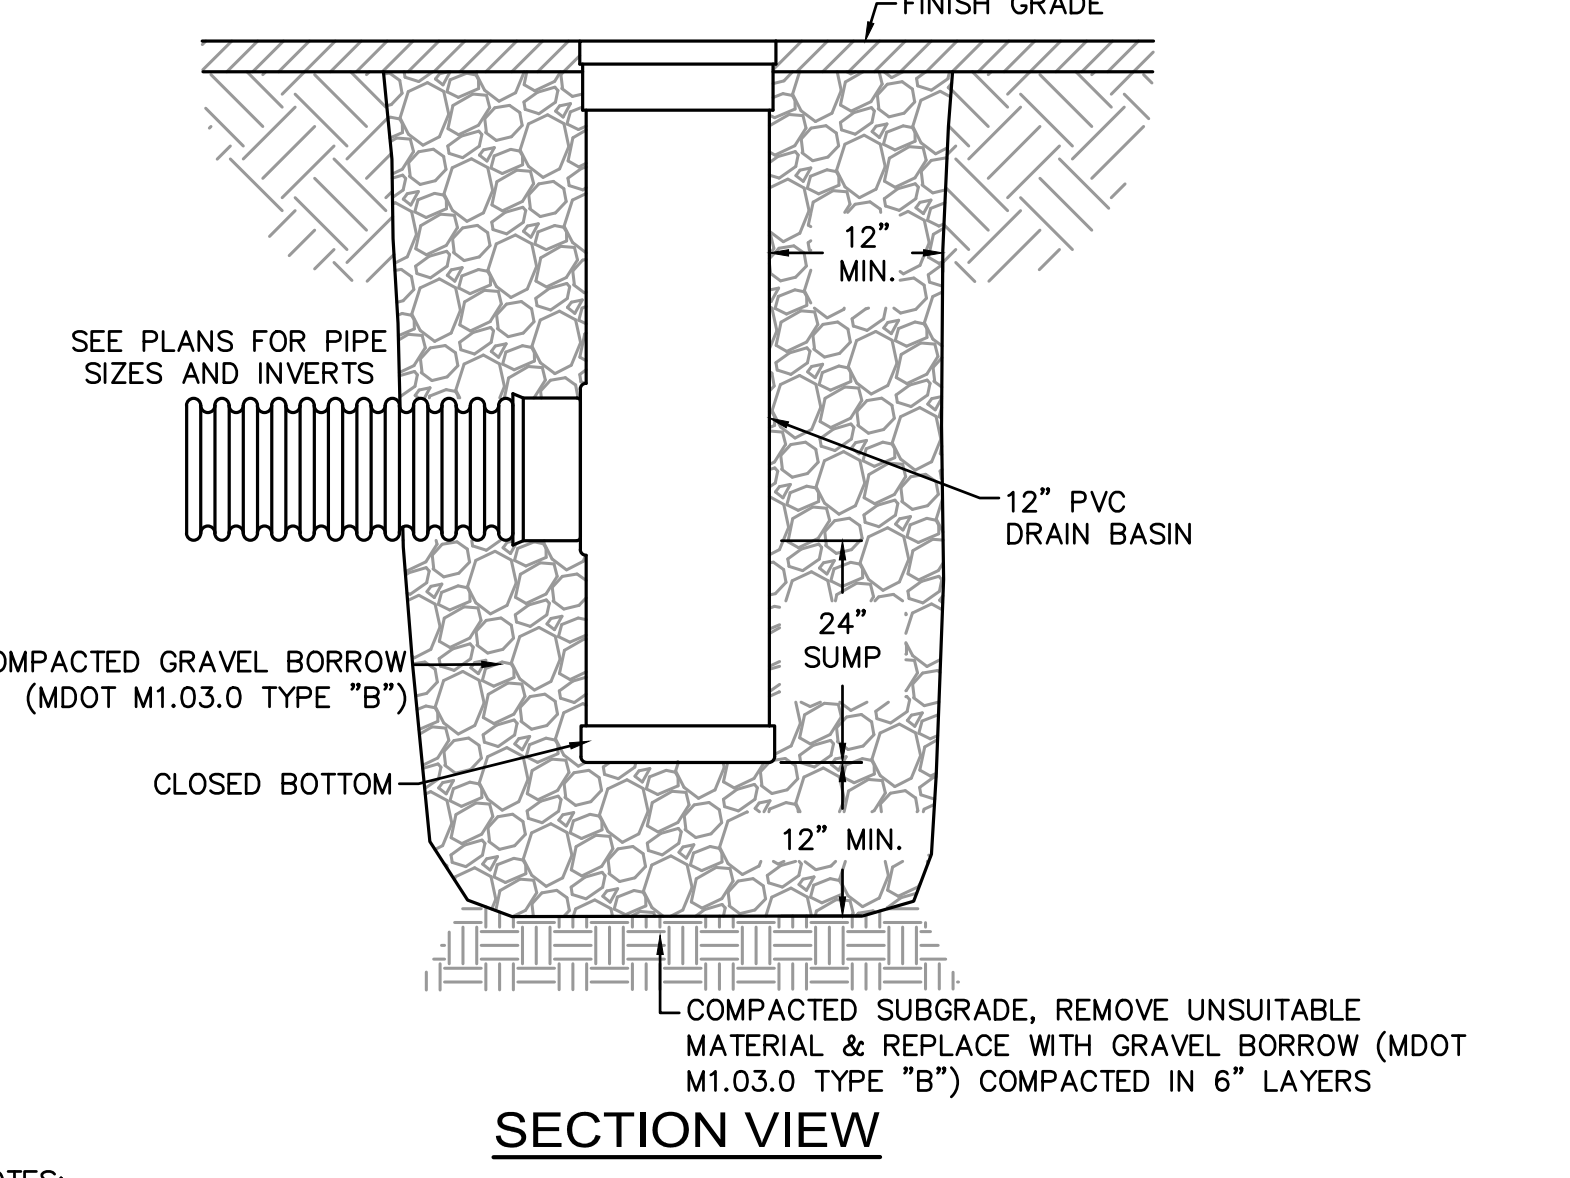 FINISH GRADE
12”
MIN.
SEE PLANS FOR PIPE
SIZES AND INVERTS
12” PVC
DRAIN BASIN
24”
SUMP
GRAVEL BORROW
(MDOT M1.03.0 TYPE ”B”)
CLOSED BOTTOM
12” MIN.
COMPACTED SUBGRADE, REMOVE UNSUITABLE
MATERIAL & REPLACE WITH GRAVEL BORROW (MDOT
M1.03.0 TYPE ”B”) COMPACTED IN 6” LAYERS
SECTION VIEW